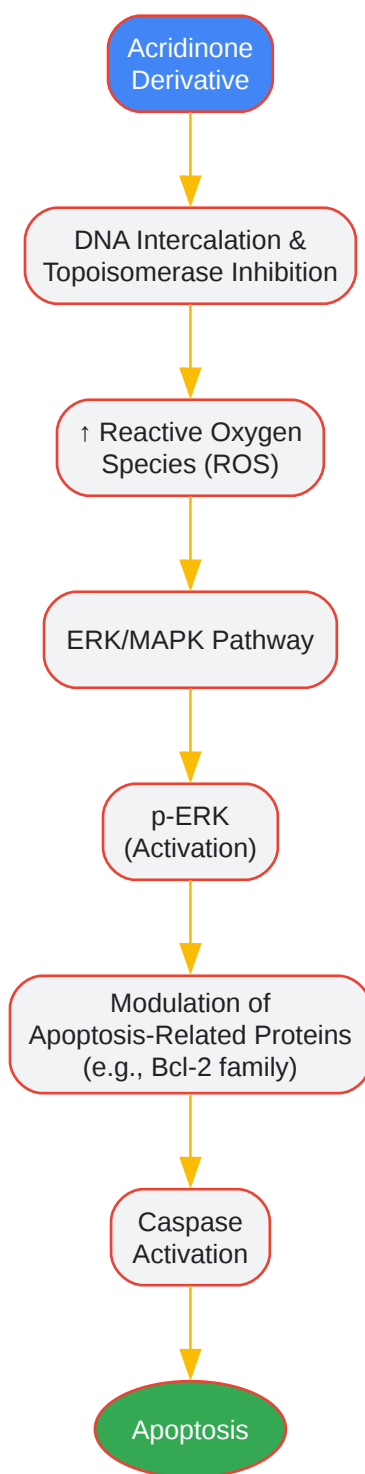 Acridinone
Derivative
DNA Intercalation &
Topoisomerase Inhibition
↑ Reactive Oxygen
Species (ROS)
ERK/MAPK Pathway
p-ERK
(Activation)
Modulation of
Apoptosis-Related Proteins
(e.g., Bcl-2 family)
Caspase
Activation
Apoptosis